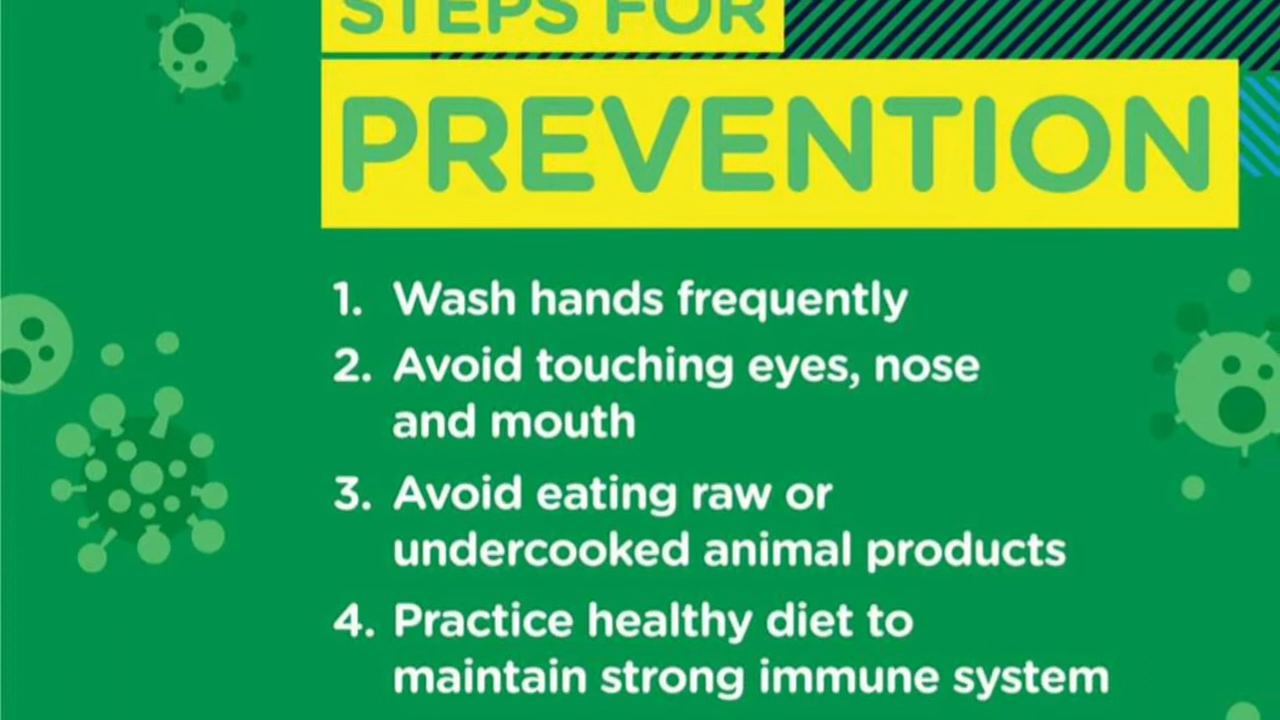 STEPS FOR
PREVENTION
1. Wash hands frequently
2. Avoid touching eyes, nose
and mouth
3. Avoid eating raw or
undercooked animal products
4. Practice healthy diet to
maintain strong immune system